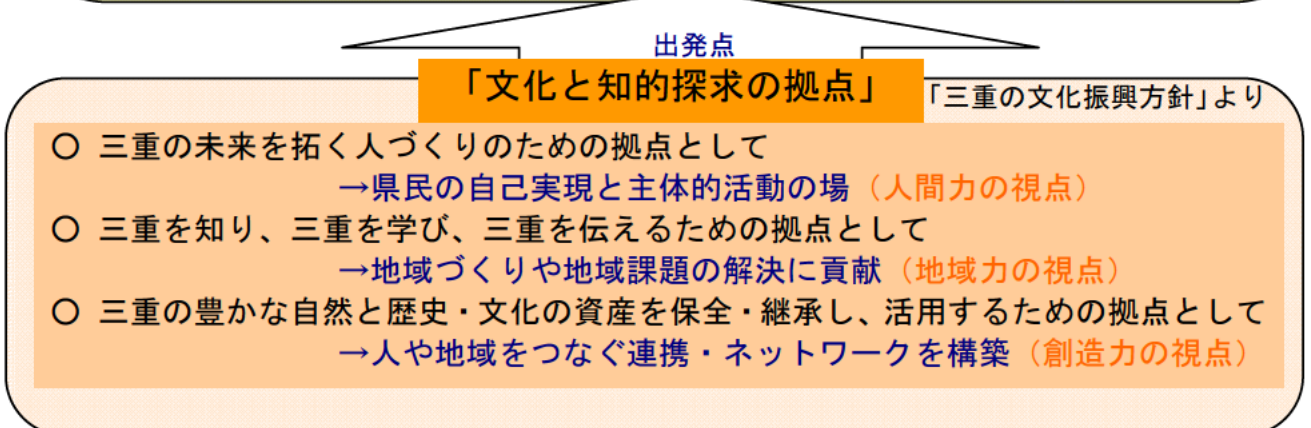 出発点
「文化と知的探求の拠点」
「三重の文化振興方針」より
○ 三重の未来を拓く人づくりのための拠点として
→県民の自己実現と主体的活動の場（人間力の視点）
○ 三重を知り、三重を学び、三重を伝えるための拠点として
→地域づくりや地域課題の解決に貢献（地域力の視点）
○ 三重の豊かな自然と歴史・文化の資産を保全・継承し、活用するための拠点として
→人や地域をつなぐ連携・ネットワークを構築（創造力の視点）